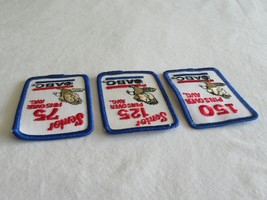 Senior
75
PINS OVER
AVG.
ABC
Senior
125
PINS OVER
AVG.
ABC
150
PINS OVER
AVG.
ABC